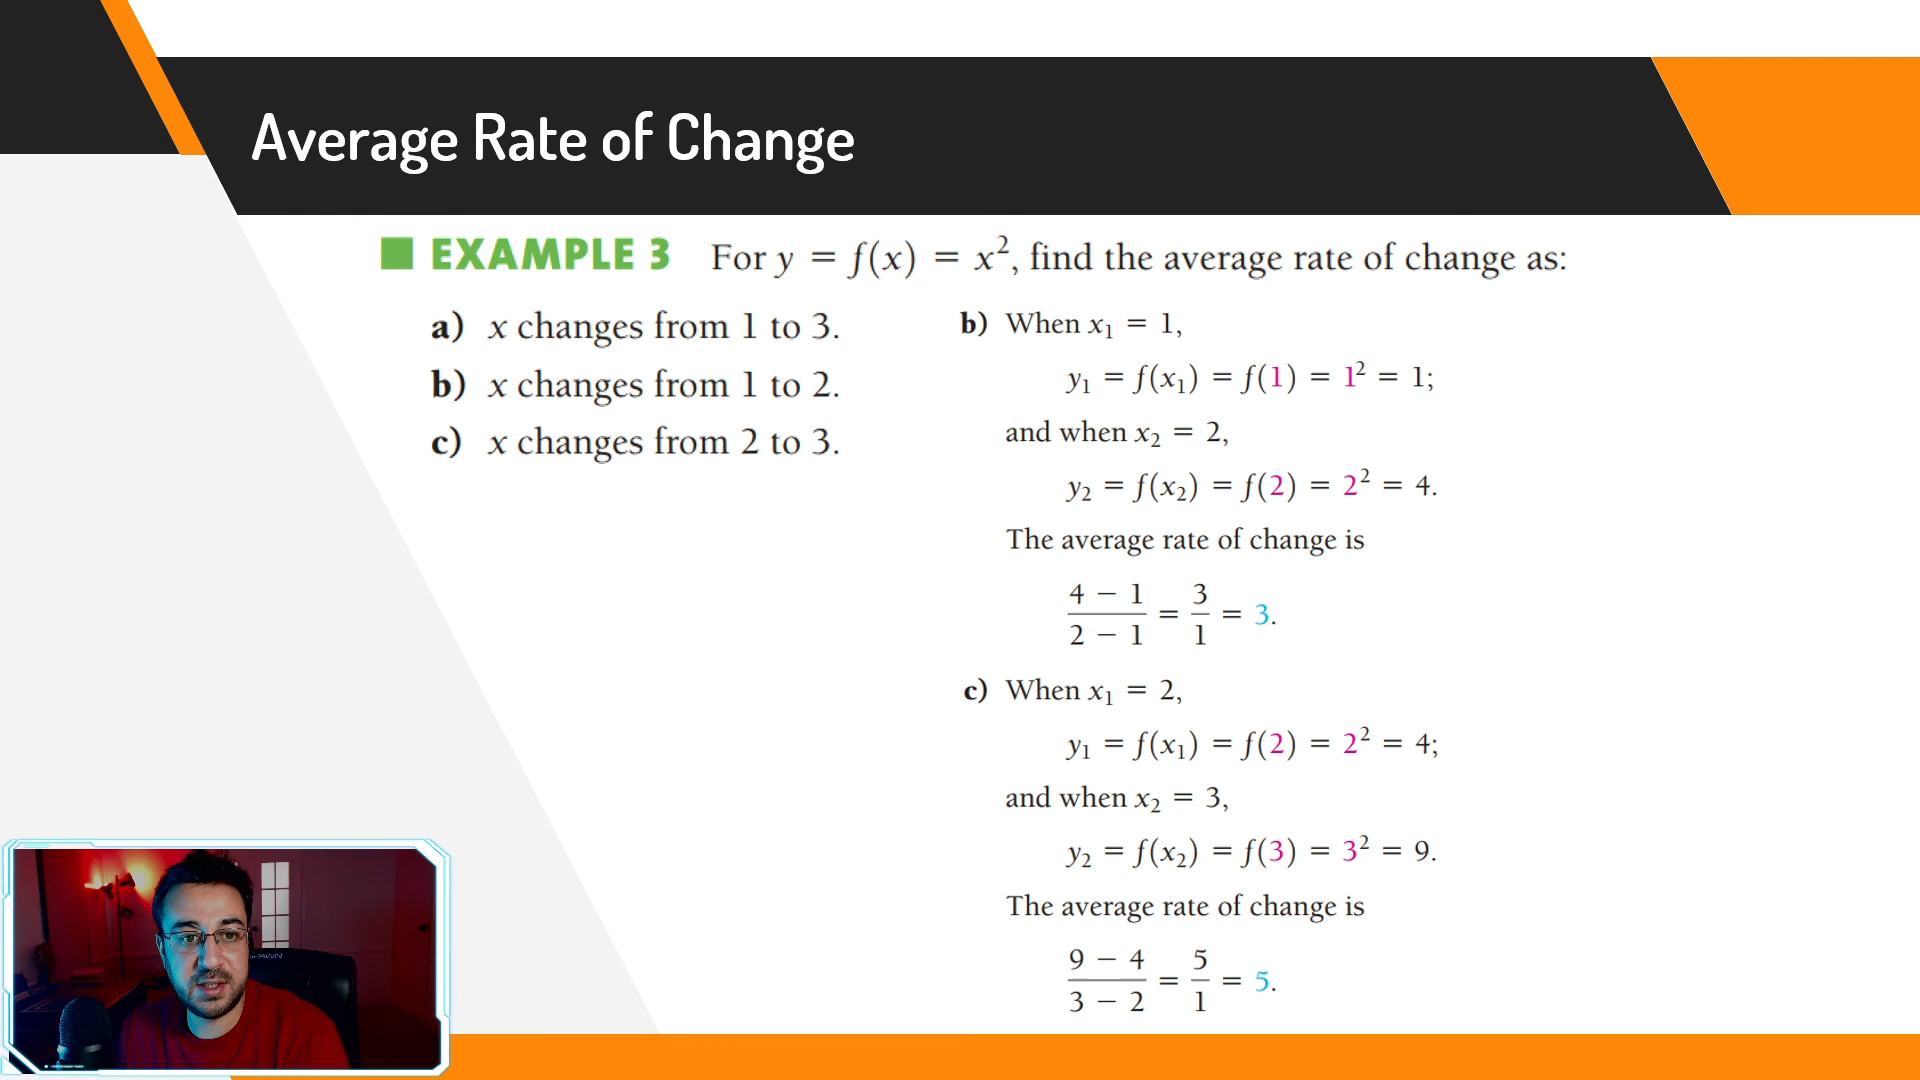 Average Rate of Change
EXAMPLE 3 For y = f(x) = x², find the average rate of change as:
a) x changes from 1 to 3.
b) x changes from 1 to 2.
c) x changes from 2 to 3.
b) When x₁ = 1,
y₁ = f(x₁) = f(1) = 1² = 1;
and when x₂ = 2,
y₂ = f(x₂) = f(2) = 2² = 4.
The average rate of change is
(4 − 1)/(2 − 1) = 3/1 = 3.
c) When x₁ = 2,
y₁ = f(x₁) = f(2) = 2² = 4;
and when x₂ = 3,
y₂ = f(x₂) = f(3) = 3² = 9.
The average rate of change is
(9 − 4)/(3 − 2) = 5/1 = 5.